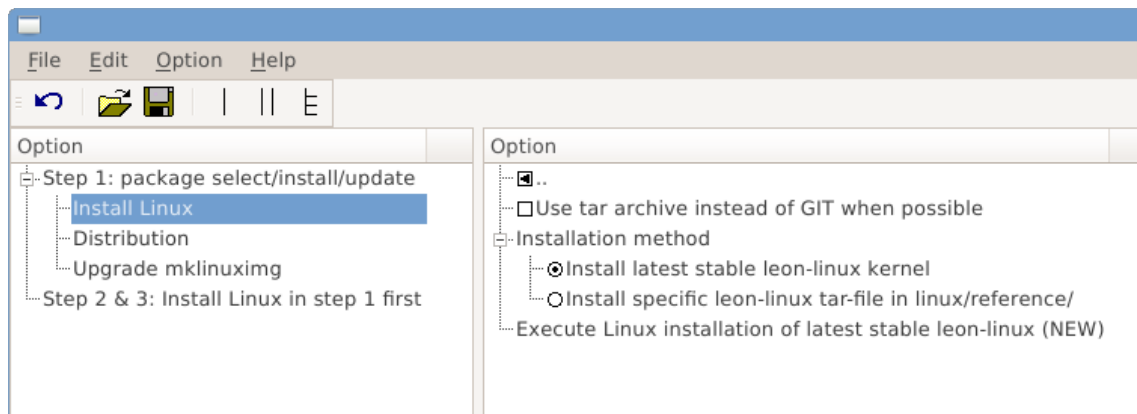 File Edit Option Help
Option
Step 1: package select/install/update
Install Linux
Distribution
Upgrade mklinuximg
Step 2 & 3: Install Linux in step 1 first
Option
..
Use tar archive instead of GIT when possible
Installation method
Install latest stable leon-linux kernel
Install specific leon-linux tar-file in linux/reference/
Execute Linux installation of latest stable leon-linux (NEW)